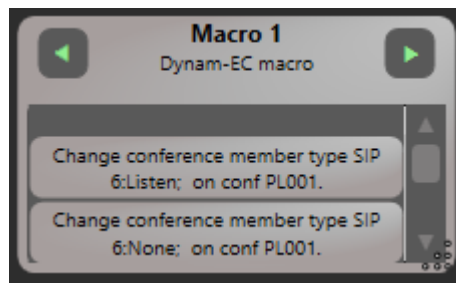 Macro 1
Dynam-EC macro
Change conference member type SIP
6:Listen;  on conf PL001.
Change conference member type SIP
6:None;  on conf PL001.